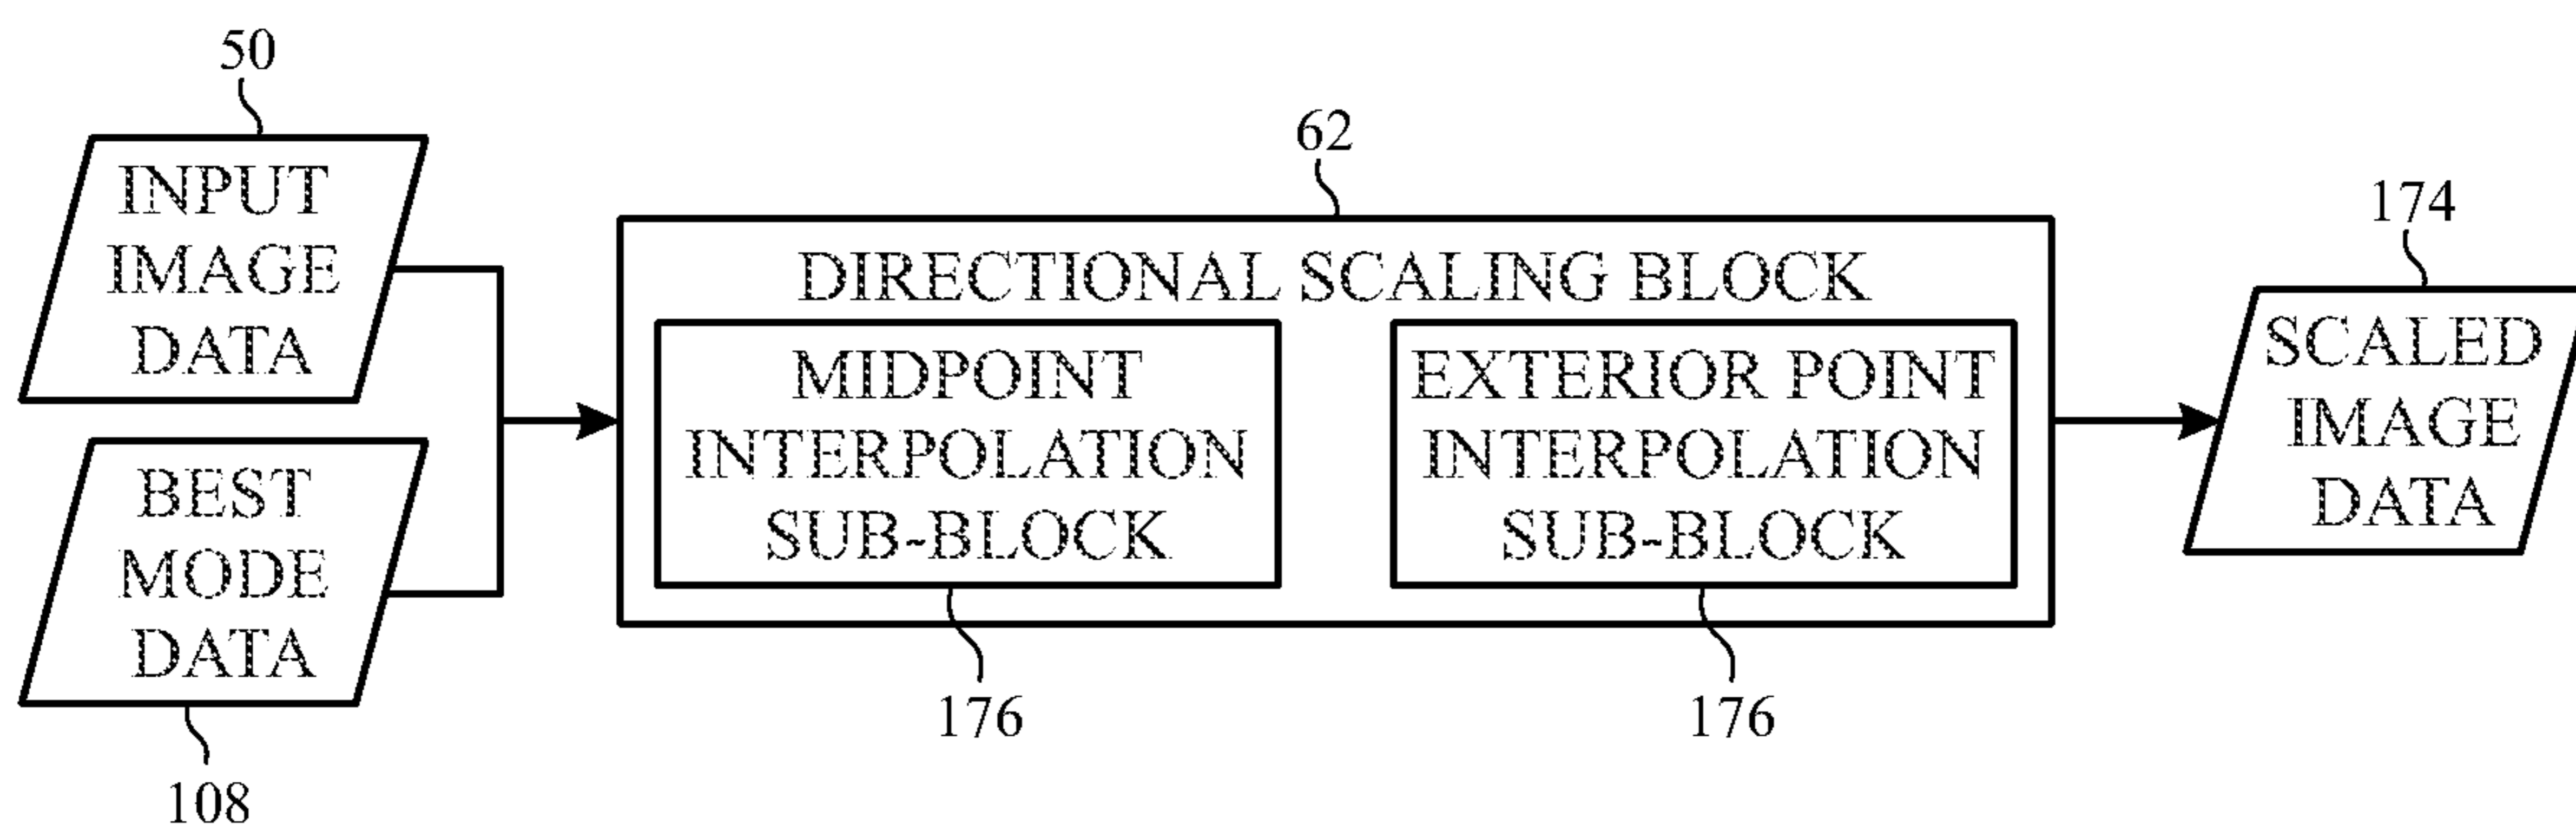 50
INPUT
IMAGE
DATA
BEST
MODE
DATA
108
62
DIRECTIONAL SCALING BLOCK
MIDPOINT
INTERPOLATION
SUB-BLOCK
176
EXTERIOR POINT
INTERPOLATION
SUB-BLOCK
176
174
SCALED
IMAGE
DATA